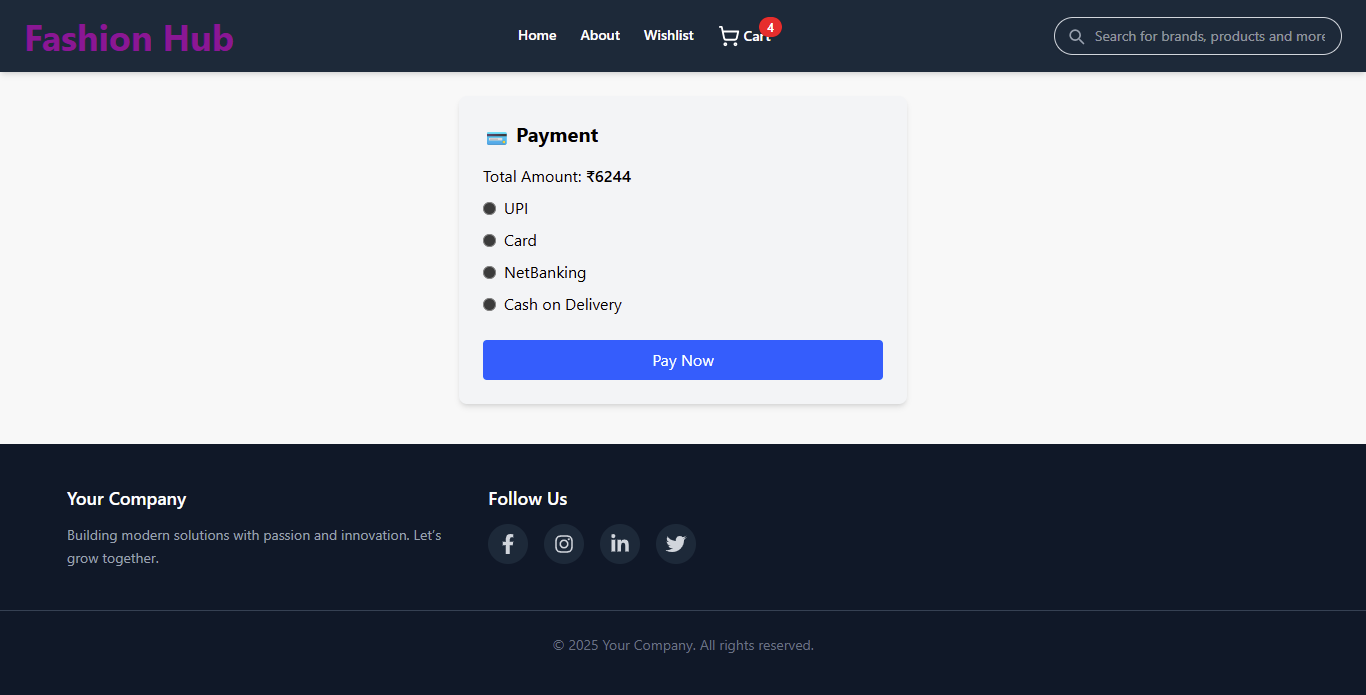 Fashion Hub
Home About Wishlist Cart 4
Search for brands, products and more
Payment
Total Amount: ₹6244
UPI
Card
NetBanking
Cash on Delivery
Pay Now
Your Company
Building modern solutions with passion and innovation. Let's
grow together.
Follow Us
© 2025 Your Company. All rights reserved.